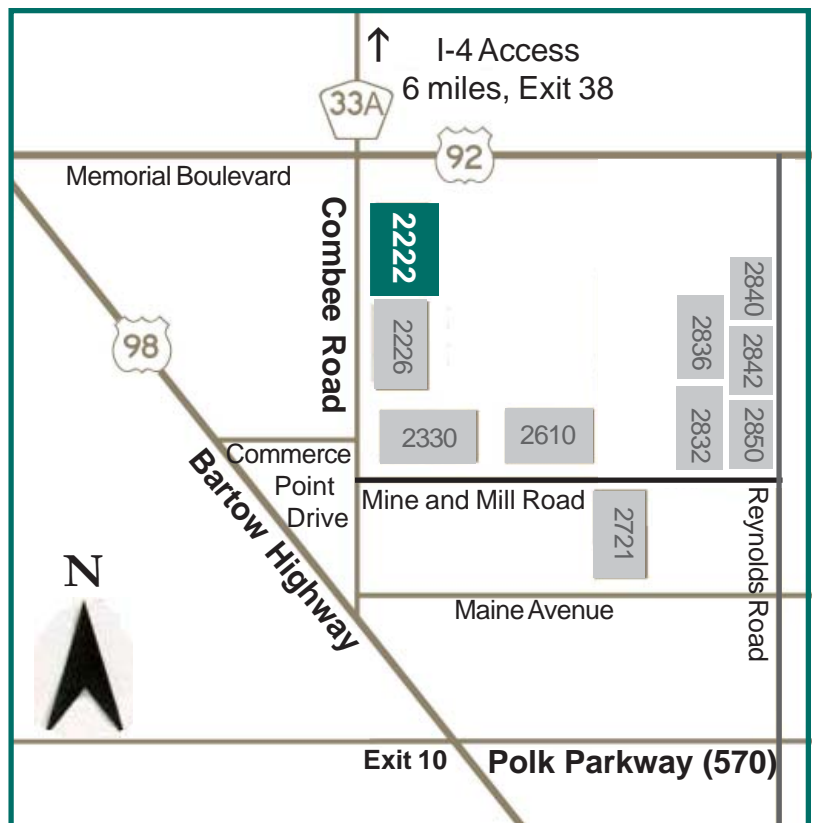 ↑ I-4 Access
6 miles, Exit 38
33A
92
Memorial Boulevard
Combee Road
2222
2226
2840
2836
2842
98
2330
2610
2832
2850
Commerce
Point
Drive
Bartow Highway
Mine and Mill Road
2721
Reynolds Road
N
Maine Avenue
Exit 10
Polk Parkway (570)